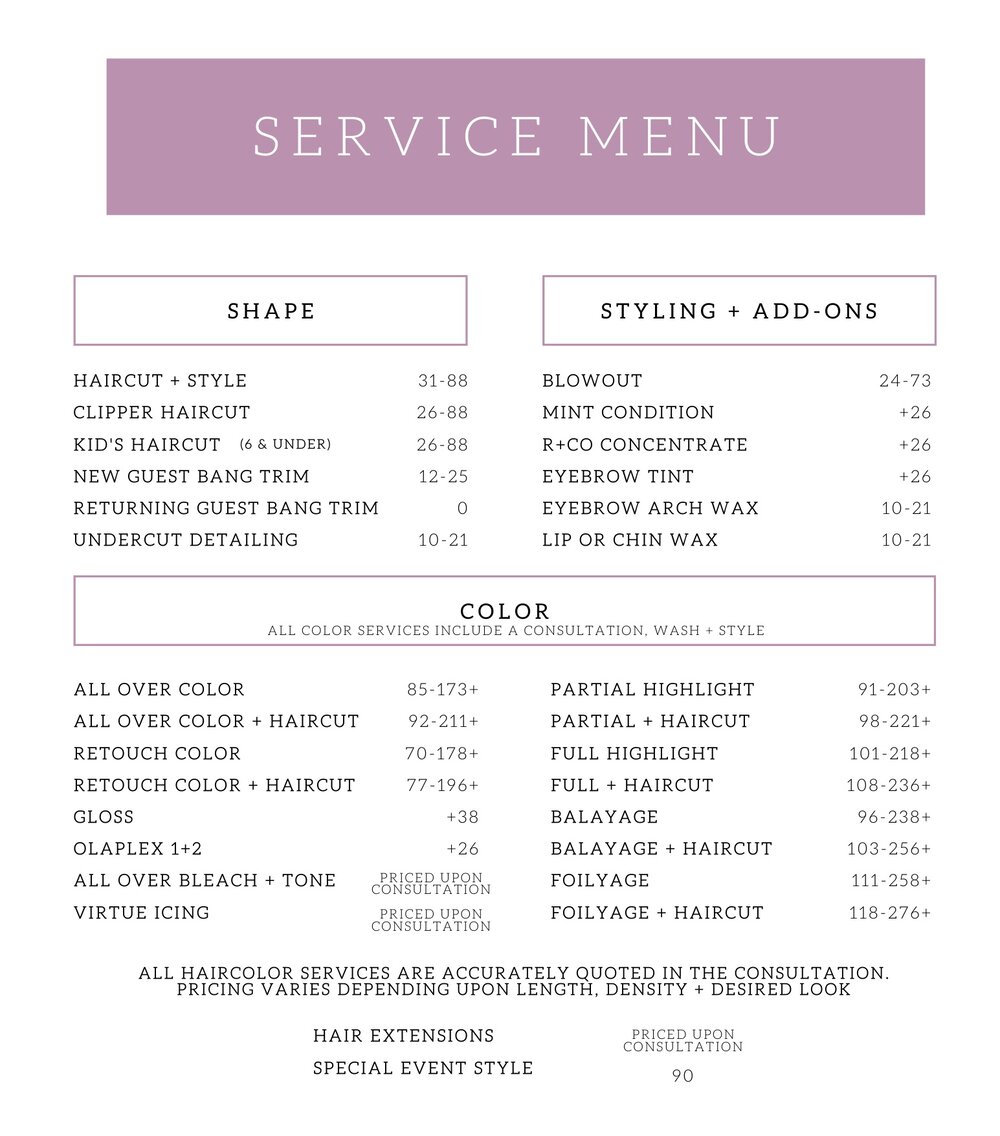 SERVICE MENU
SHAPE
HAIRCUT + STYLE 31-88
CLIPPER HAIRCUT 26-88
KID'S HAIRCUT (6 & UNDER) 26-88
NEW GUEST BANG TRIM 12-25
RETURNING GUEST BANG TRIM 0
UNDERCUT DETAILING 10-21
STYLING + ADD-ONS
BLOWOUT 24-73
MINT CONDITION +26
R+CO CONCENTRATE +26
EYEBROW TINT +26
EYEBROW ARCH WAX 10-21
LIP OR CHIN WAX 10-21
COLOR
ALL COLOR SERVICES INCLUDE A CONSULTATION, WASH + STYLE
ALL OVER COLOR 85-173+
ALL OVER COLOR + HAIRCUT 92-211+
RETOUCH COLOR 70-178+
RETOUCH COLOR + HAIRCUT 77-196+
GLOSS +38
OLAPLEX 1+2 +26
ALL OVER BLEACH + TONE PRICED UPON
CONSULTATION
VIRTUE ICING PRICED UPON
CONSULTATION
PARTIAL HIGHLIGHT 91-203+
PARTIAL + HAIRCUT 98-221+
FULL HIGHLIGHT 101-218+
FULL + HAIRCUT 108-236+
BALAYAGE 96-238+
BALAYAGE + HAIRCUT 103-256+
FOILYAGE 111-258+
FOILYAGE + HAIRCUT 118-276+
ALL HAIRCOLOR SERVICES ARE ACCURATELY QUOTED IN THE CONSULTATION.
PRICING VARIES DEPENDING UPON LENGTH, DENSITY + DESIRED LOOK
HAIR EXTENSIONS PRICED UPON
CONSULTATION
SPECIAL EVENT STYLE 90